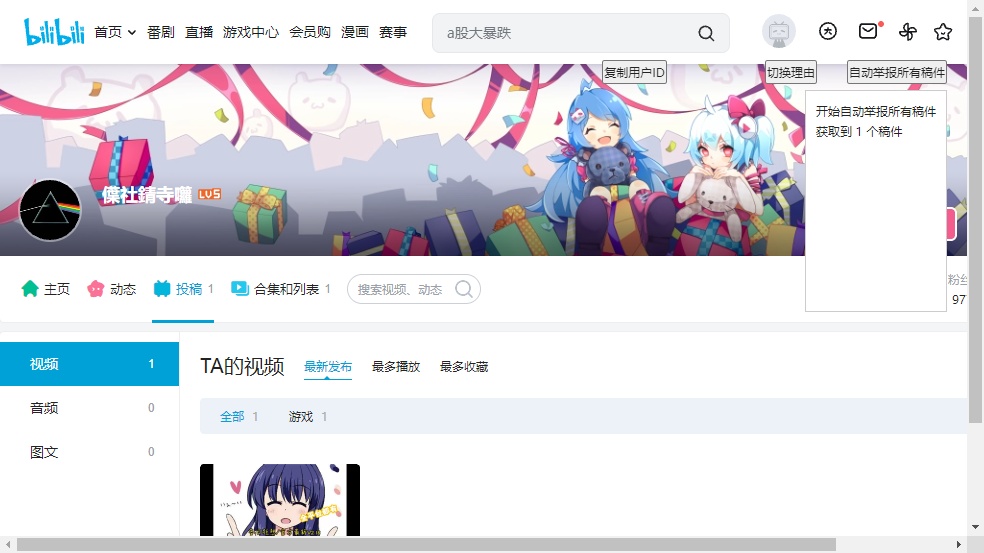 bilibili 首页 番剧 直播 游戏中心 会员购 漫画 赛事 a股大暴跌
复制用户ID 切换理由 自动举报所有稿件
开始自动举报所有稿件
获取到 1 个稿件
LV5
主页 动态 投稿 1 合集和列表 1 搜索视频、动态
粉丝
97
视频 1
音频 0
图文 0
TA的视频 最新发布 最多播放 最多收藏
全部 1 游戏 1